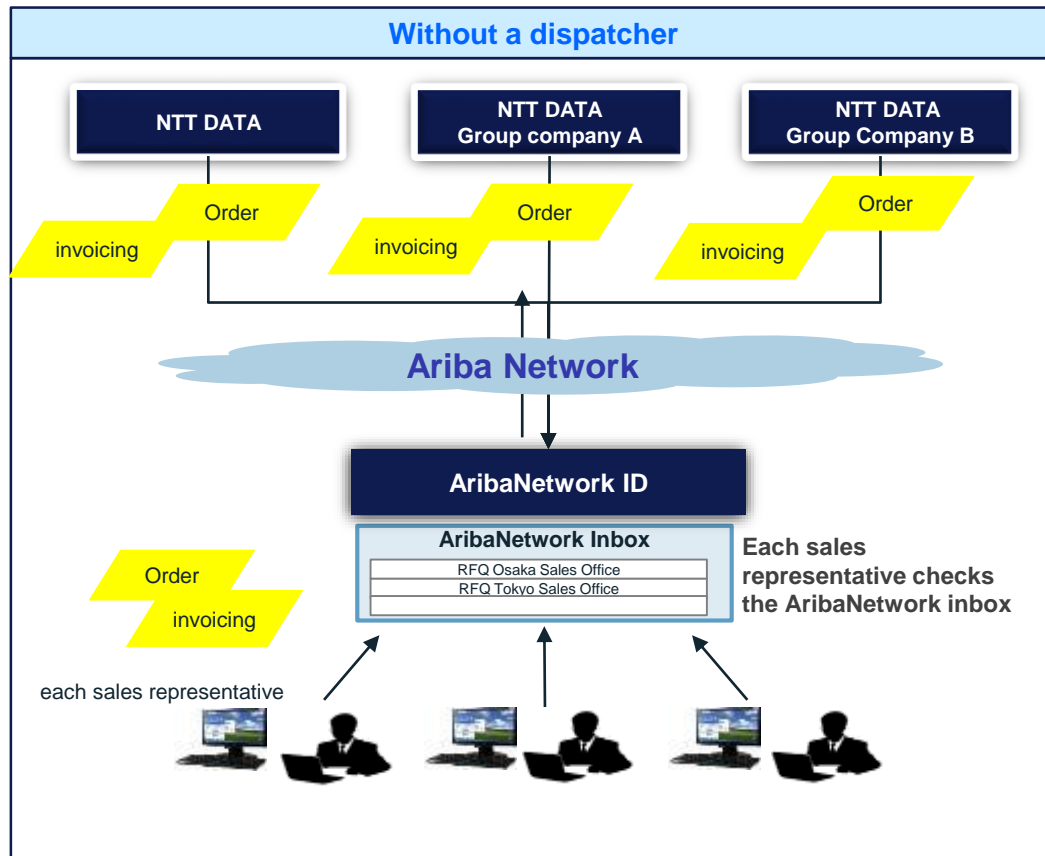 Without a dispatcher
NTT DATA
NTT DATA
Group company A
NTT DATA
Group Company B
Order
invoicing
Order
invoicing
Order
invoicing
Ariba Network
AribaNetwork ID
AribaNetwork Inbox
RFQ Osaka Sales Office
RFQ Tokyo Sales Office
Each sales
representative checks
the AribaNetwork inbox
Order
invoicing
each sales representative